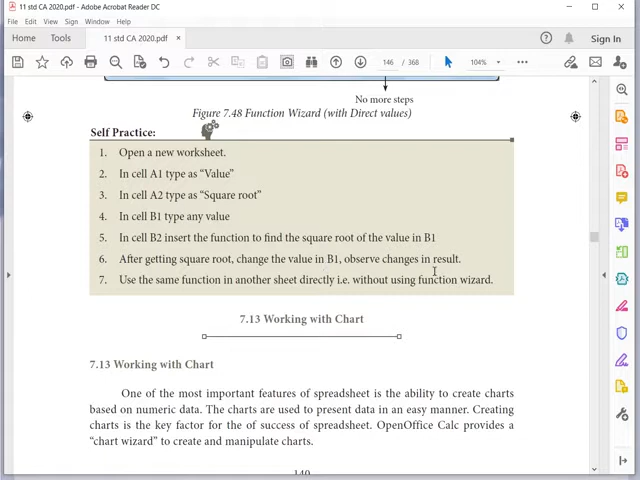 11 std CA 2020.pdf - Adobe Acrobat Reader DC
File Edit View Sign Window Help
Home Tools 11 std CA 2020.pdf × Sign In
146 / 368 104%
No more steps
Figure 7.48 Function Wizard (with Direct values)
Self Practice:
1. Open a new worksheet.
2. In cell A1 type as “Value”
3. In cell A2 type as “Square root”
4. In cell B1 type any value
5. In cell B2 insert the function to find the square root of the value in B1
6. After getting square root, change the value in B1, observe changes in result.
7. Use the same function in another sheet directly i.e. without using function wizard.
7.13 Working with Chart
7.13 Working with Chart
One of the most important features of spreadsheet is the ability to create charts
based on numeric data. The charts are used to present data in an easy manner. Creating
charts is the key factor for the of success of spreadsheet. OpenOffice Calc provides a
“chart wizard” to create and manipulate charts.